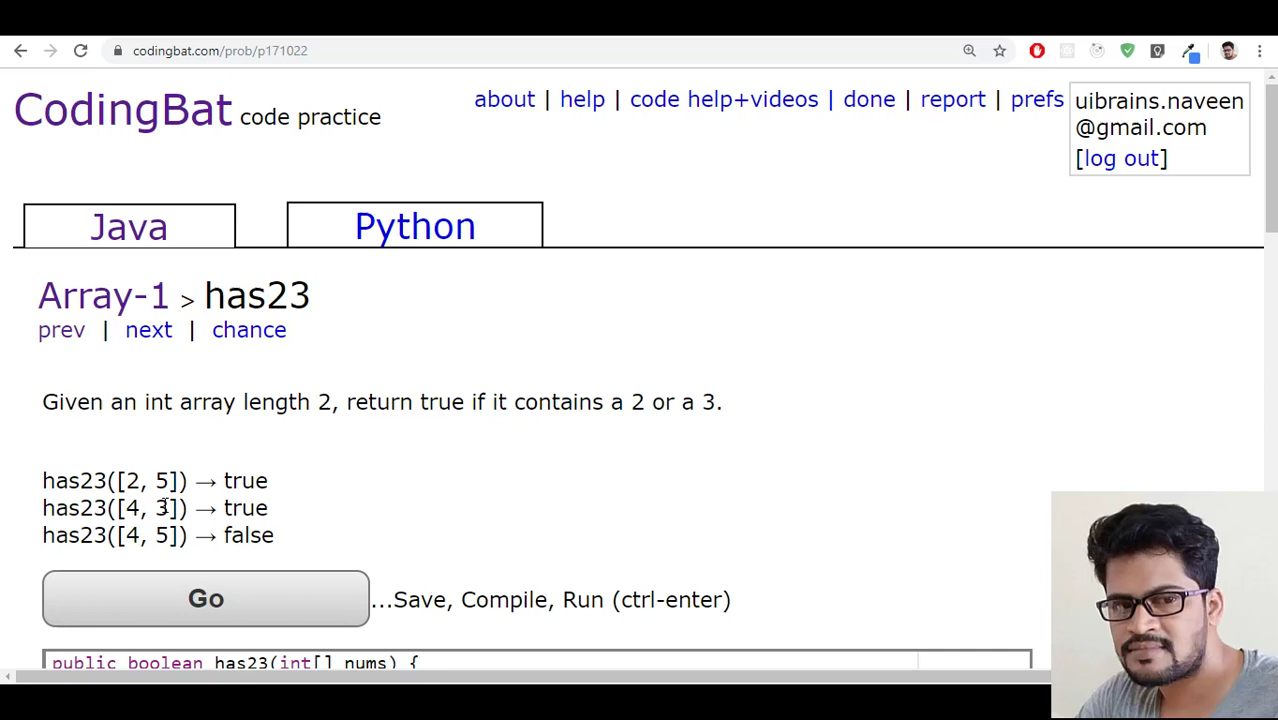 codingbat.com/prob/p171022
CodingBat code practice
about | help | code help+videos | done | report | prefs
uibrains.naveen
@gmail.com
[log out]
Java
Python
Array-1 > has23
prev | next | chance
Given an int array length 2, return true if it contains a 2 or a 3.
has23([2, 5]) → true
has23([4, 3]) → true
has23([4, 5]) → false
Go
...Save, Compile, Run (ctrl-enter)
public boolean has23(int[] nums) {